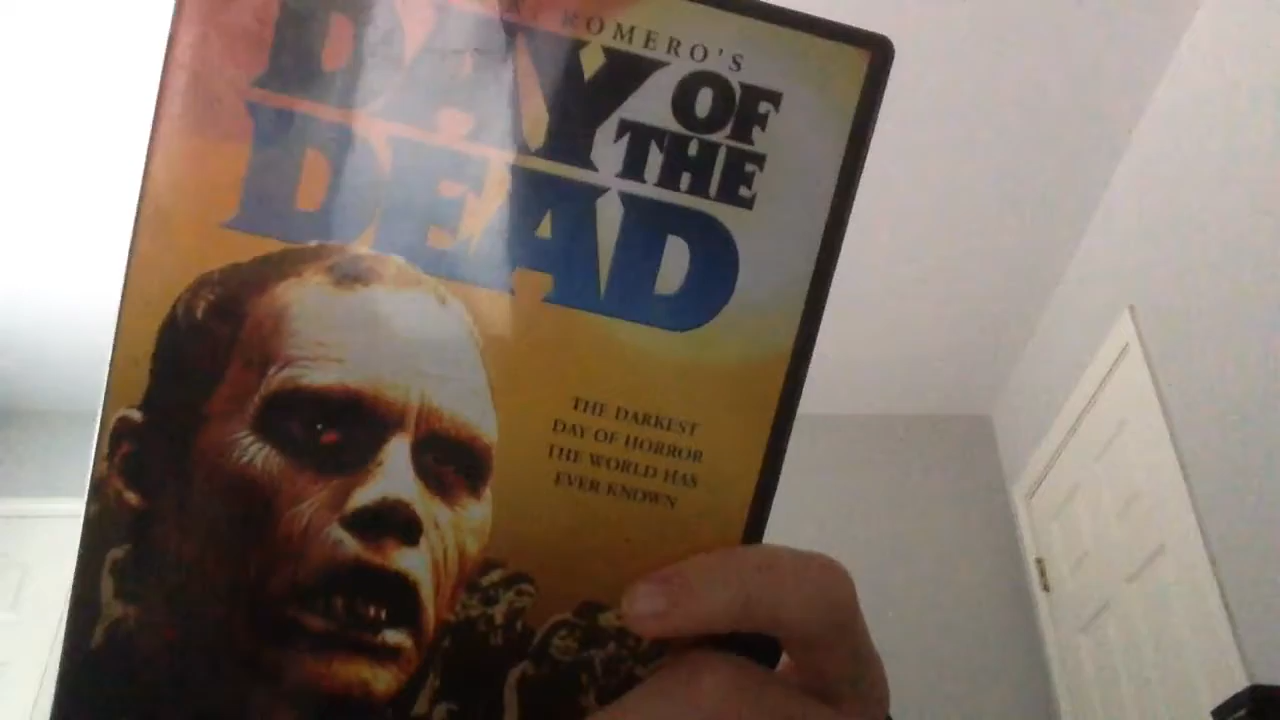 ROMERO'S
DAY OF
THE
DEAD
THE DARKEST
DAY OF HORROR
THE WORLD HAS
EVER KNOWN